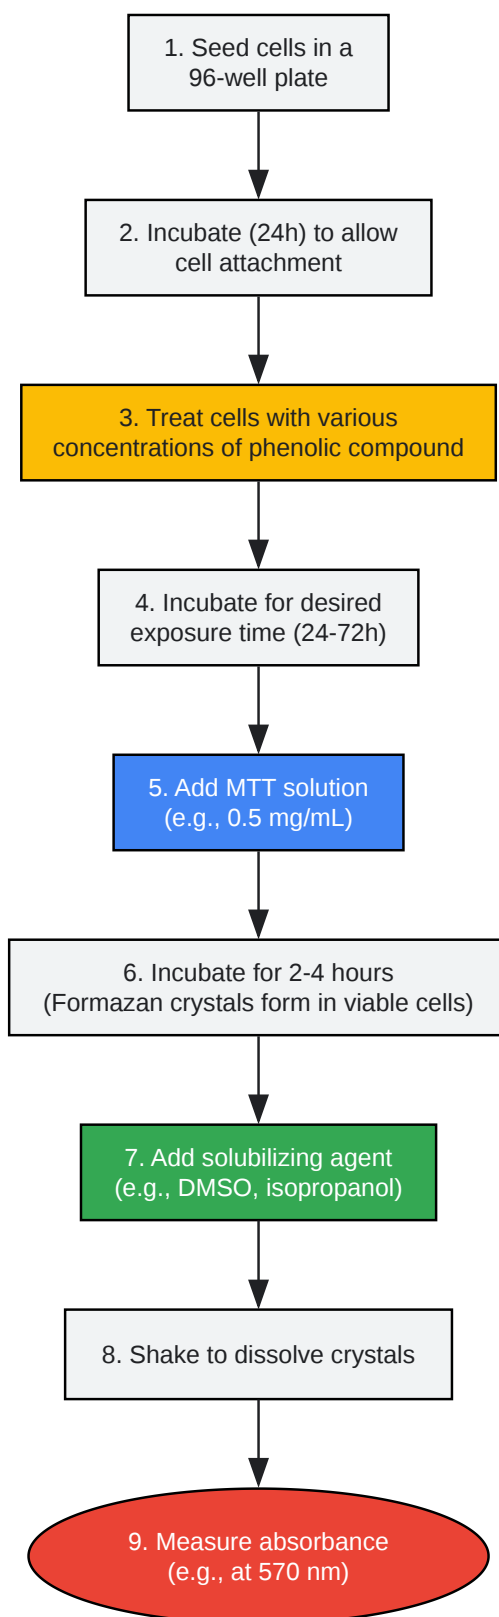 1. Seed cells in a
96-well plate
2. Incubate (24h) to allow
cell attachment
3. Treat cells with various
concentrations of phenolic compound
4. Incubate for desired
exposure time (24-72h)
5. Add MTT solution
(e.g., 0.5 mg/mL)
6. Incubate for 2-4 hours
(Formazan crystals form in viable cells)
7. Add solubilizing agent
(e.g., DMSO, isopropanol)
8. Shake to dissolve crystals
9. Measure absorbance
(e.g., at 570 nm)